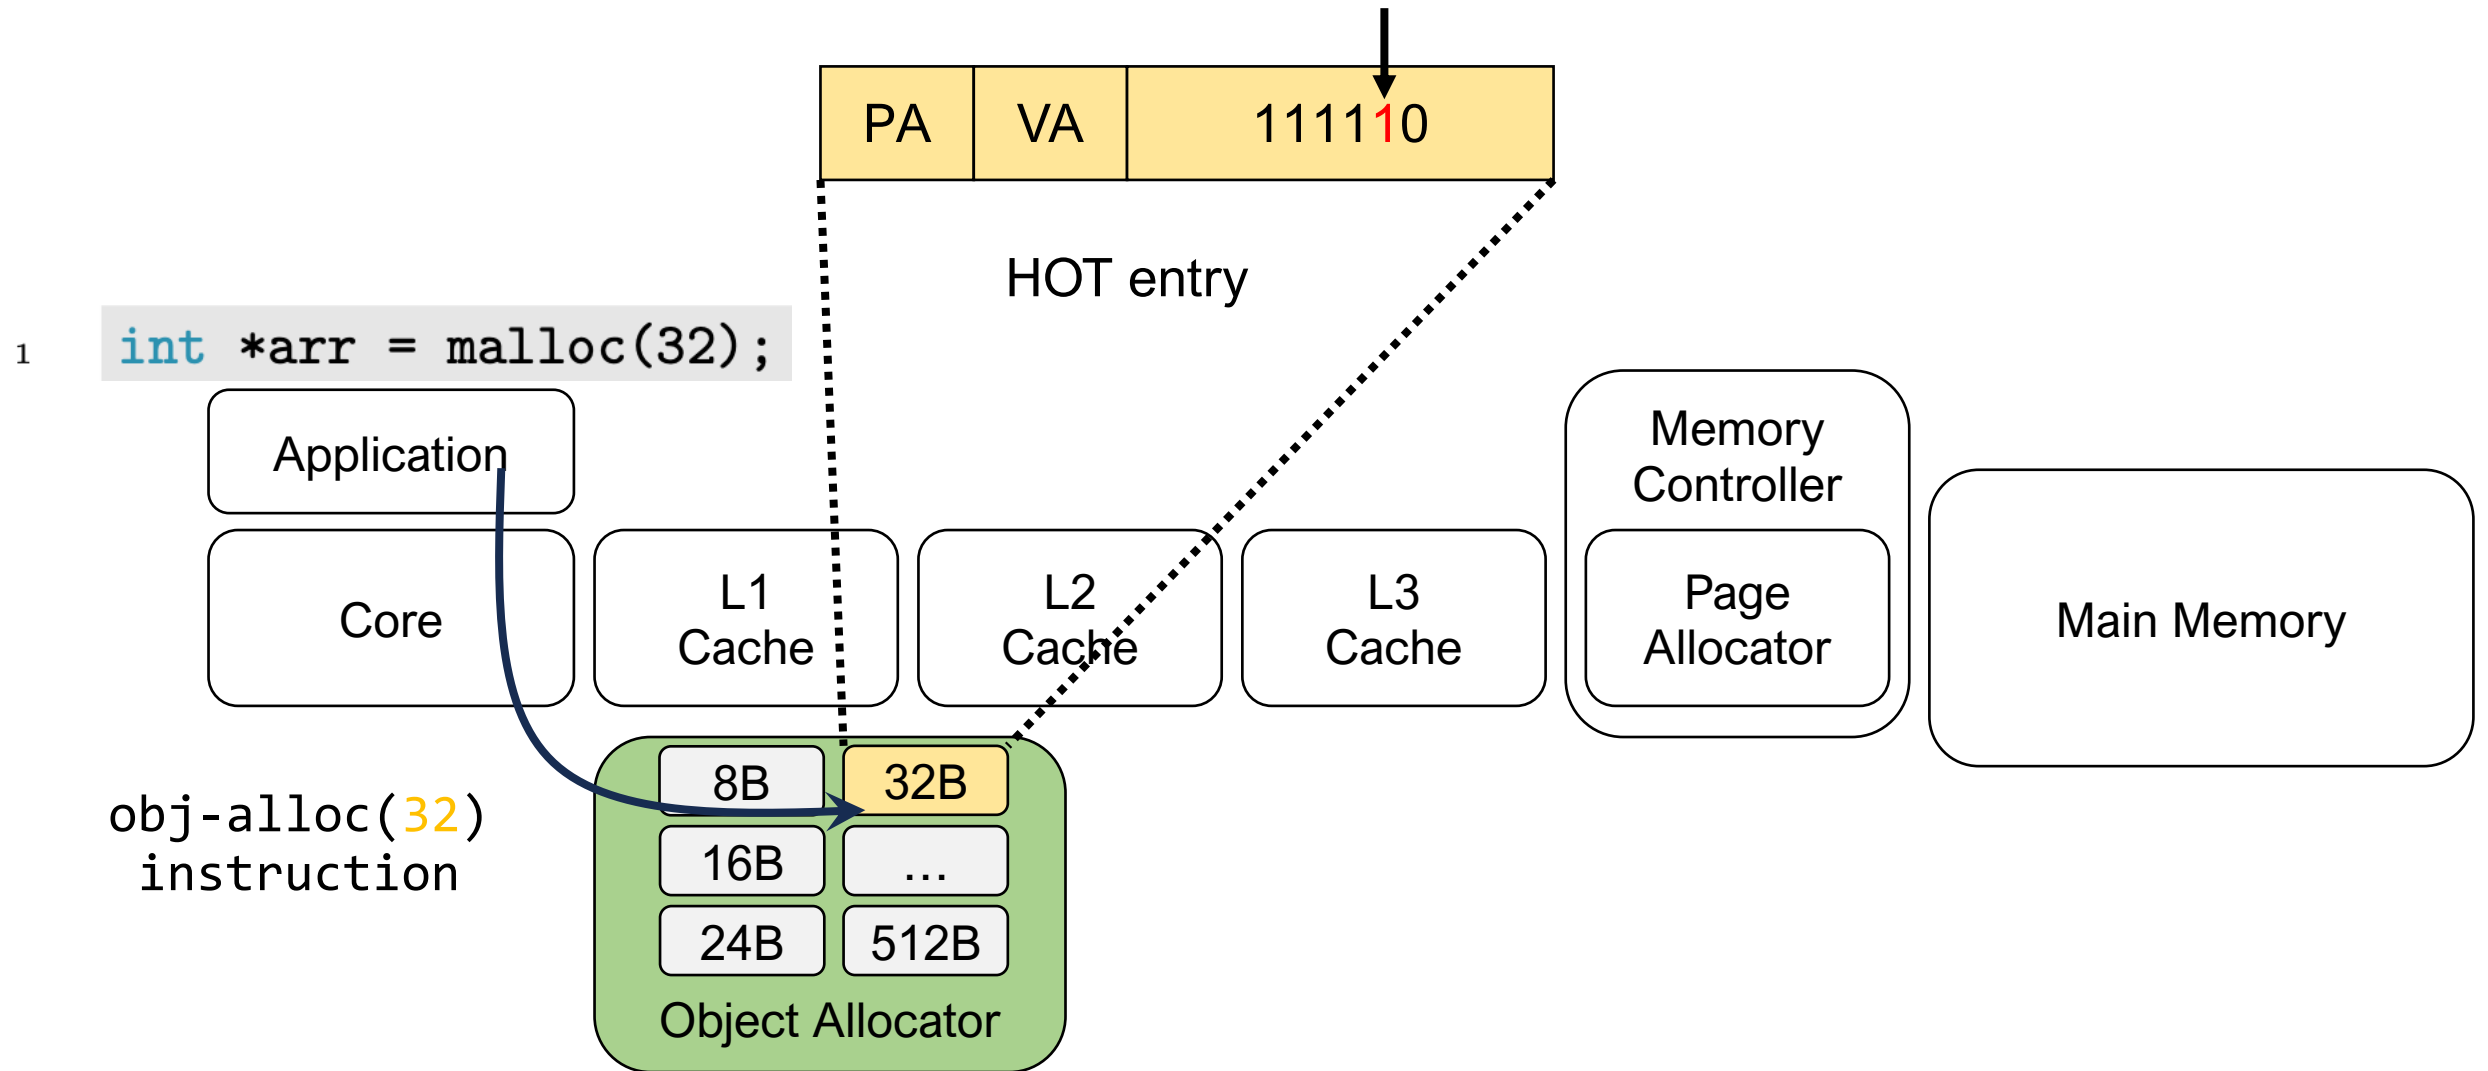 PA VA 111110
HOT entry
1 int *arr = malloc(32);
Application
Memory
Controller
Core
L1
Cache
L2
Cache
L3
Cache
Page
Allocator
Main Memory
obj-alloc(32)
instruction
8B 32B
16B ...
24B 512B
Object Allocator